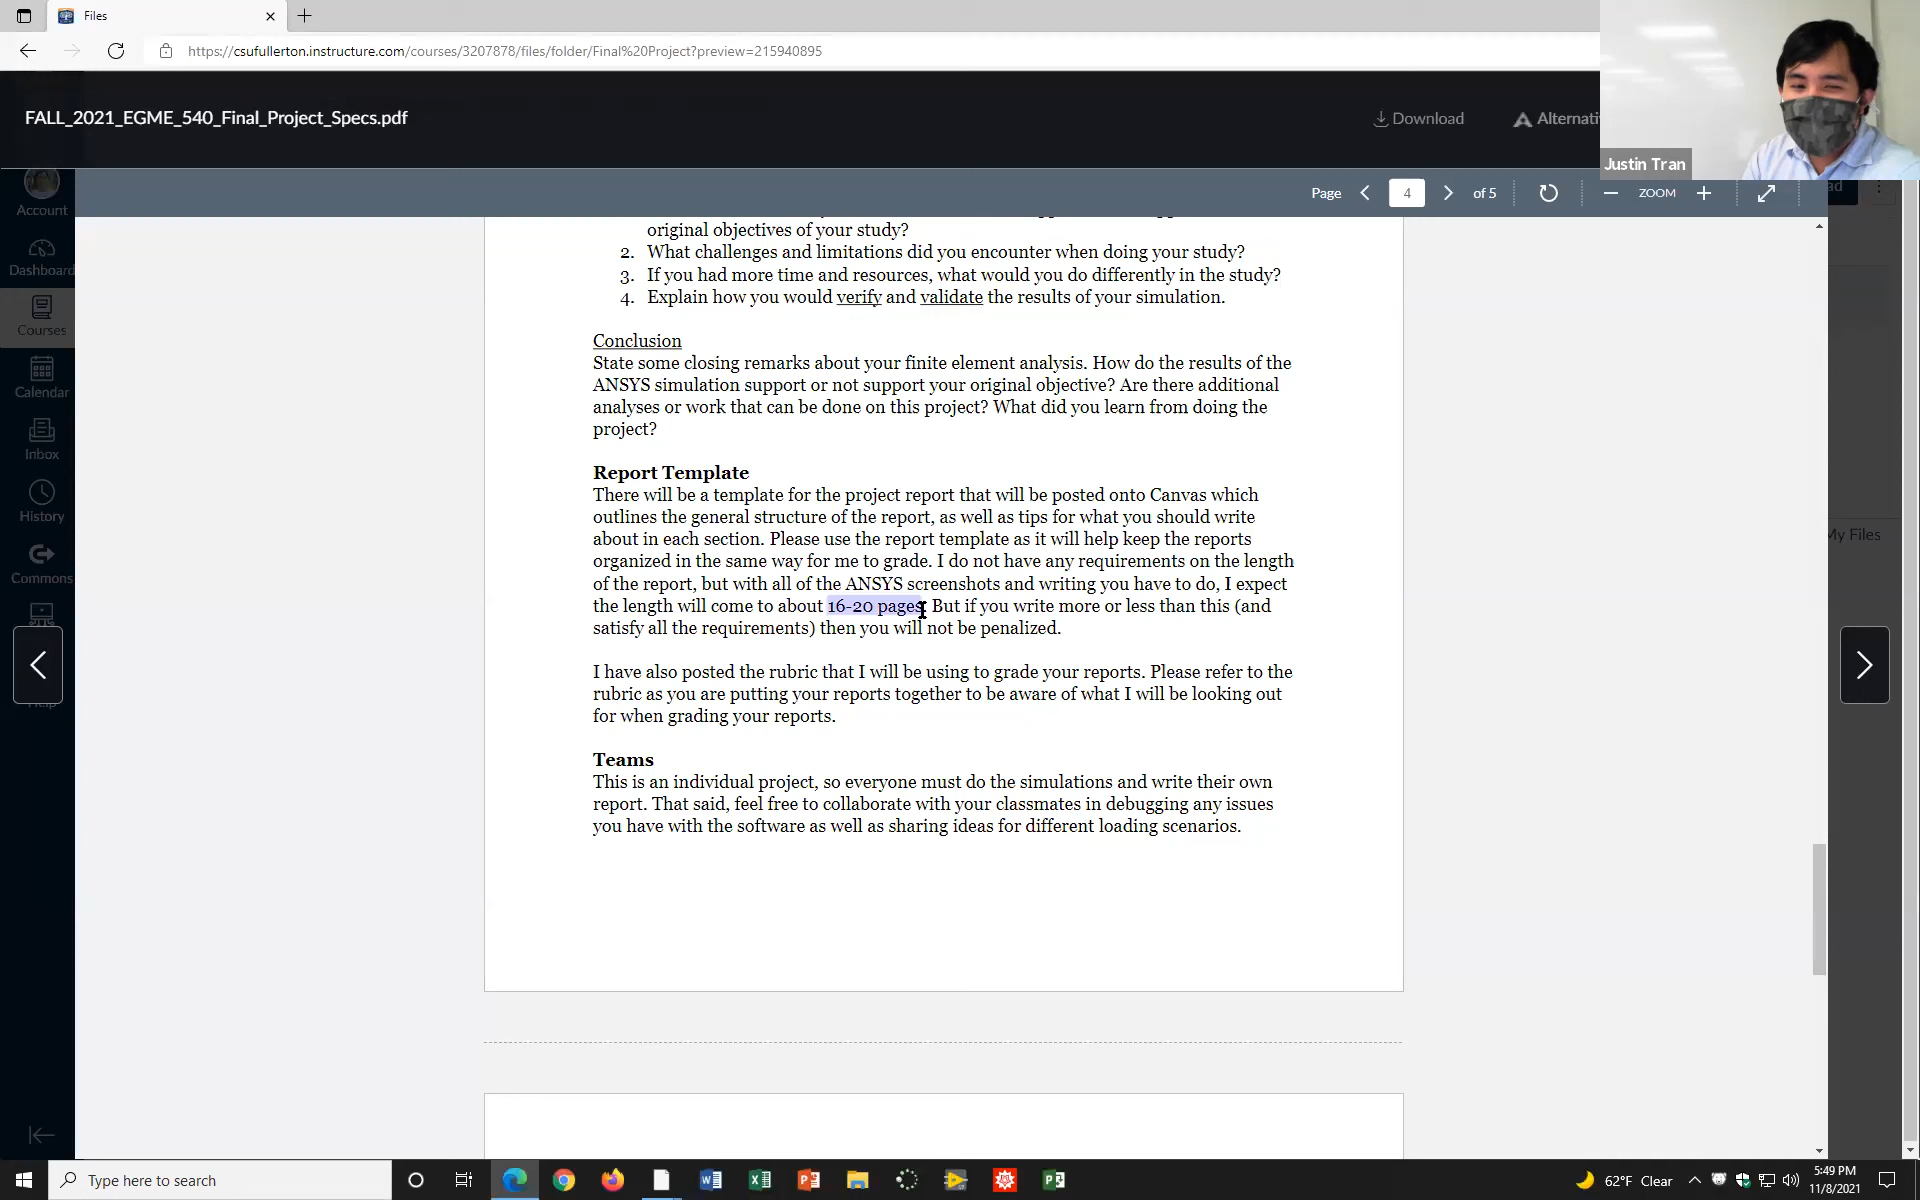 Files
https://csufullerton.instructure.com/courses/3207878/files/folder/Final%20Project?preview=215940895
FALL_2021_EGME_540_Final_Project_Specs.pdf
Download
Alternati
Justin Tran
Account
Page
4
of 5
ZOOM
ad
original objectives of your study?
2. What challenges and limitations did you encounter when doing your study?
Dashboard
3. If you had more time and resources, what would you do differently in the study?
4. Explain how you would verify and validate the results of your simulation.
Courses
Conclusion
State some closing remarks about your finite element analysis. How do the results of the
ANSYS simulation support or not support your original objective? Are there additional
Calendar
analyses or work that can be done on this project? What did you learn from doing the
project?
Inbox
Report Template
There will be a template for the project report that will be posted onto Canvas which
History
outlines the general structure of the report, as well as tips for what you should write
about in each section. Please use the report template as it will help keep the reports
My Files
organized in the same way for me to grade. I do not have any requirements on the length
Commons
of the report, but with all of the ANSYS screenshots and writing you have to do, I expect
the length will come to about 16-20 pages. But if you write more or less than this (and
satisfy all the requirements) then you will not be penalized.
I have also posted the rubric that I will be using to grade your reports. Please refer to the
rubric as you are putting your reports together to be aware of what I will be looking out
for when grading your reports.
Teams
This is an individual project, so everyone must do the simulations and write their own
report. That said, feel free to collaborate with your classmates in debugging any issues
you have with the software as well as sharing ideas for different loading scenarios.
Type here to search
62°F Clear
5:49 PM
11/8/2021